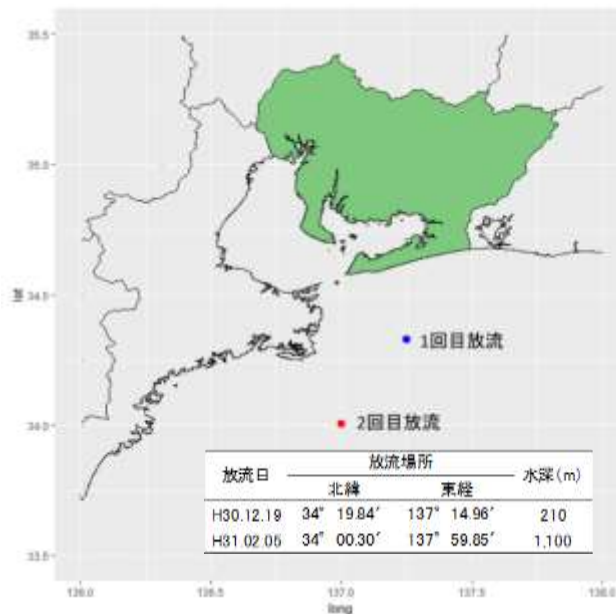 35.5
35.0
34.5
34.0
33.5
lat
1回目放流
2回目放流
放流日 放流場所 水深(m)
北緯 東経
H30.12.19 34° 19.84′ 137° 14.96′ 210
H31.02.05 34° 00.30′ 137° 59.85′ 1,100
136.0 136.5 137.0 137.5 138.0
long